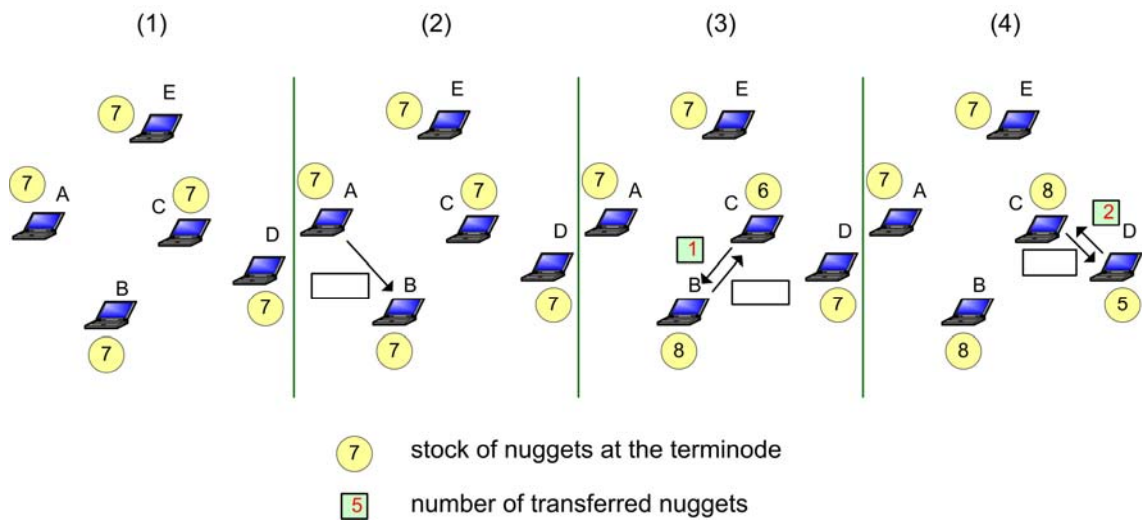 (1) (2) (3) (4)
E E E E
7 7 7 7
7 A 7 A 7 A 7 A
C 7 C 7 C 6 C 8
2
D D D D
1
B B B B
7 7 7 5
7 7 8 8
7 stock of nuggets at the terminode
5 number of transferred nuggets